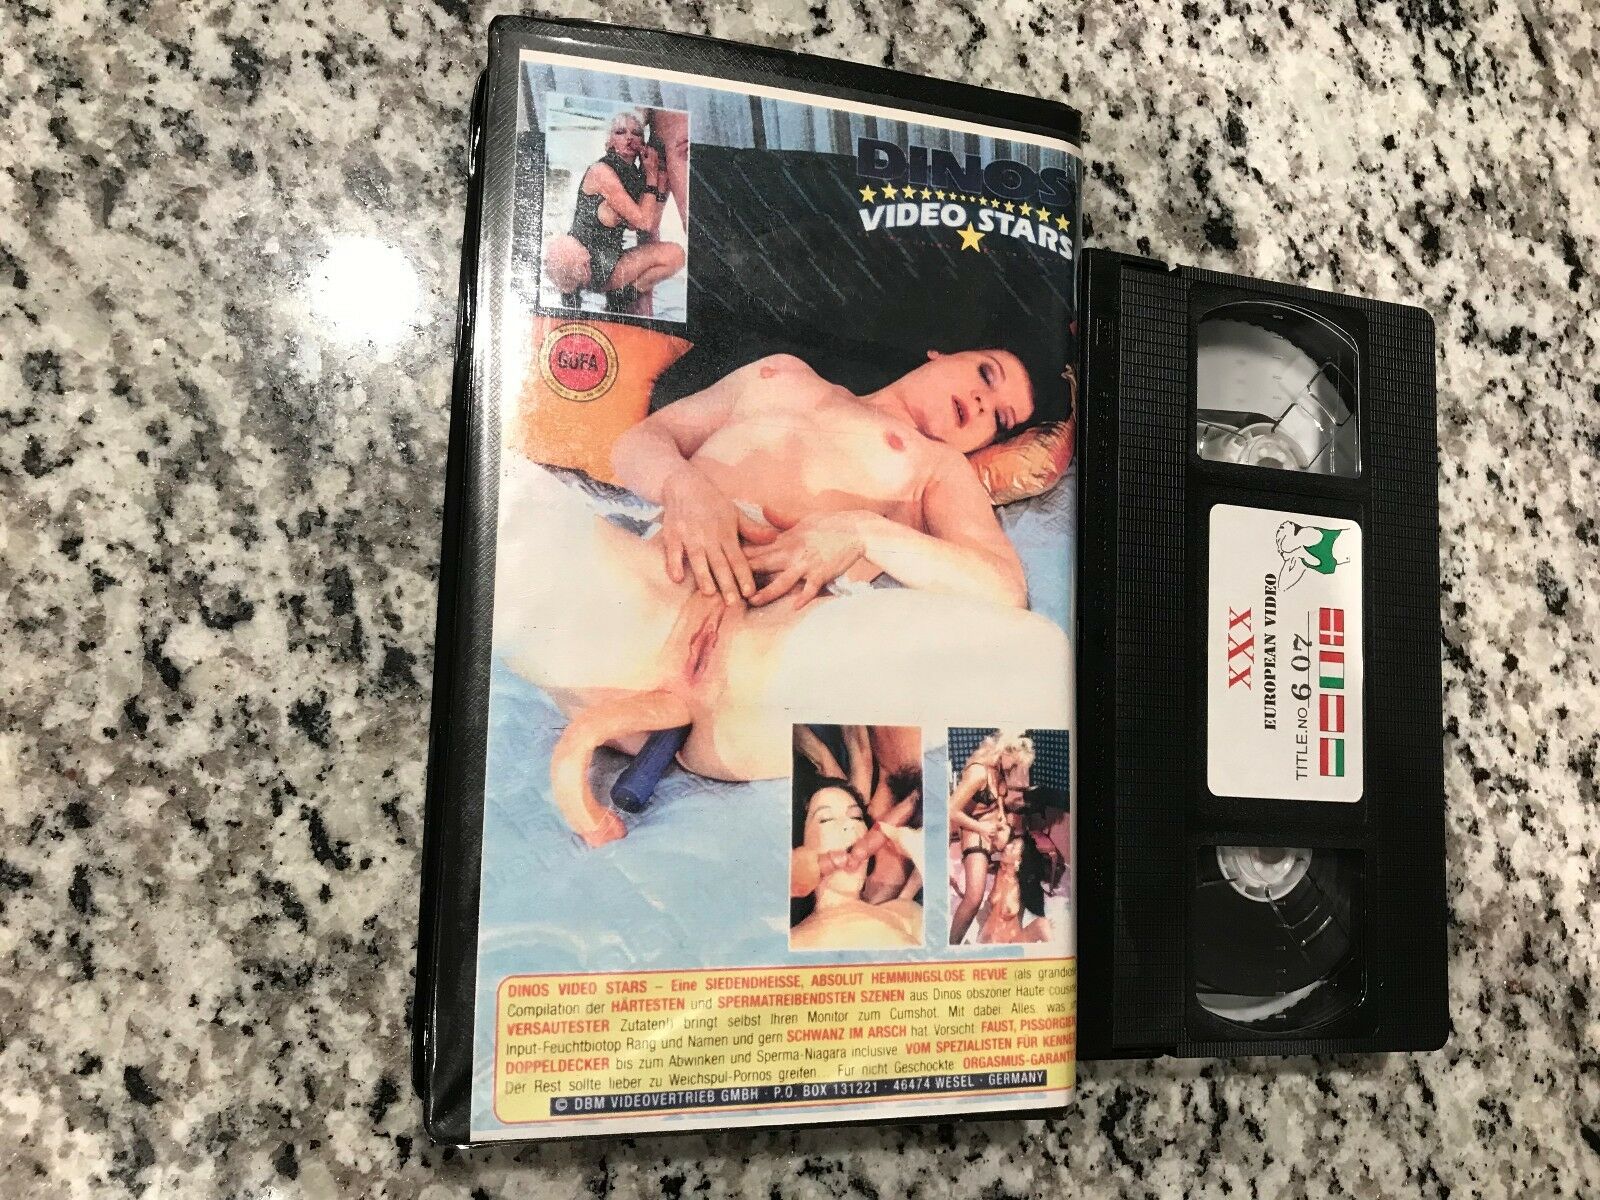 DINOS
VIDEO STARS
GUFA
DINOS VIDEO STARS – Eine SIEDENDHEISSE, ABSOLUT HEMMUNGSLOSE REVUE (als grandiose
Compilation der HÄRTESTEN und SPERMATREIBENDSTEN SZENEN aus Dinos obszöner Haute
VERSAUTESTER Zutaten!) bringt selbst Ihren Monitor zum Cumshot. Mit dabei: Alles, was
Input-Feuchtbiotop Rang und Namen und gern SCHWANZ IM ARSCH hat. Vorsicht: FAUST,
DOPPELDECKER bis zum Abwinken und Sperma-Niagara inclusive. VOM SPEZIALISTEN FÜR
Der Rest sollte lieber zu Weichspül-Pornos greifen... Für nicht Geschockte: ORGASMUS-GARANTIE
© DBM VIDEOVERTRIEB GMBH · P.O. BOX 131221 · 46474 WESEL · GERMANY
XXX
EUROPEAN VIDEO
TITLE.NO 607